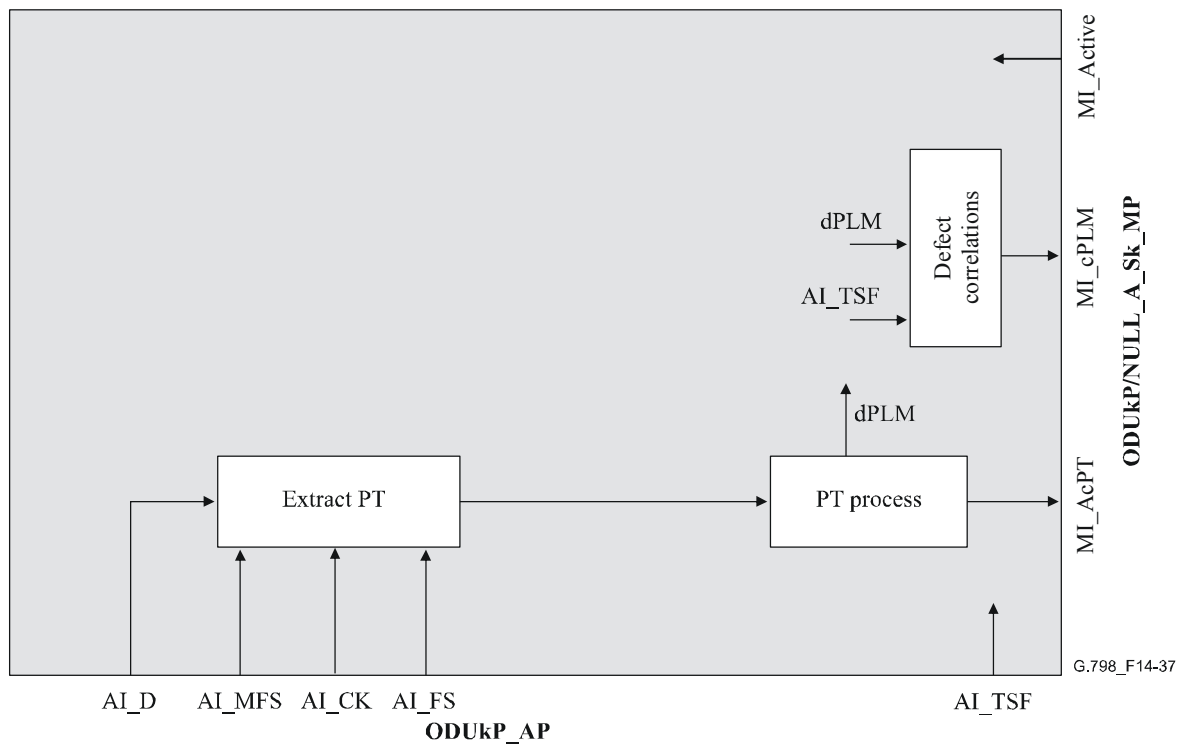 MI_Active
dPLM
AI_TSF
Defect
correlations
MI_cPLM
ODUkP/NULL_A_Sk_MP
dPLM
Extract PT
PT process
MI_AcPT
G.798_F14-37
AI_D
AI_MFS
AI_CK
AI_FS
AI_TSF
ODUkP_AP